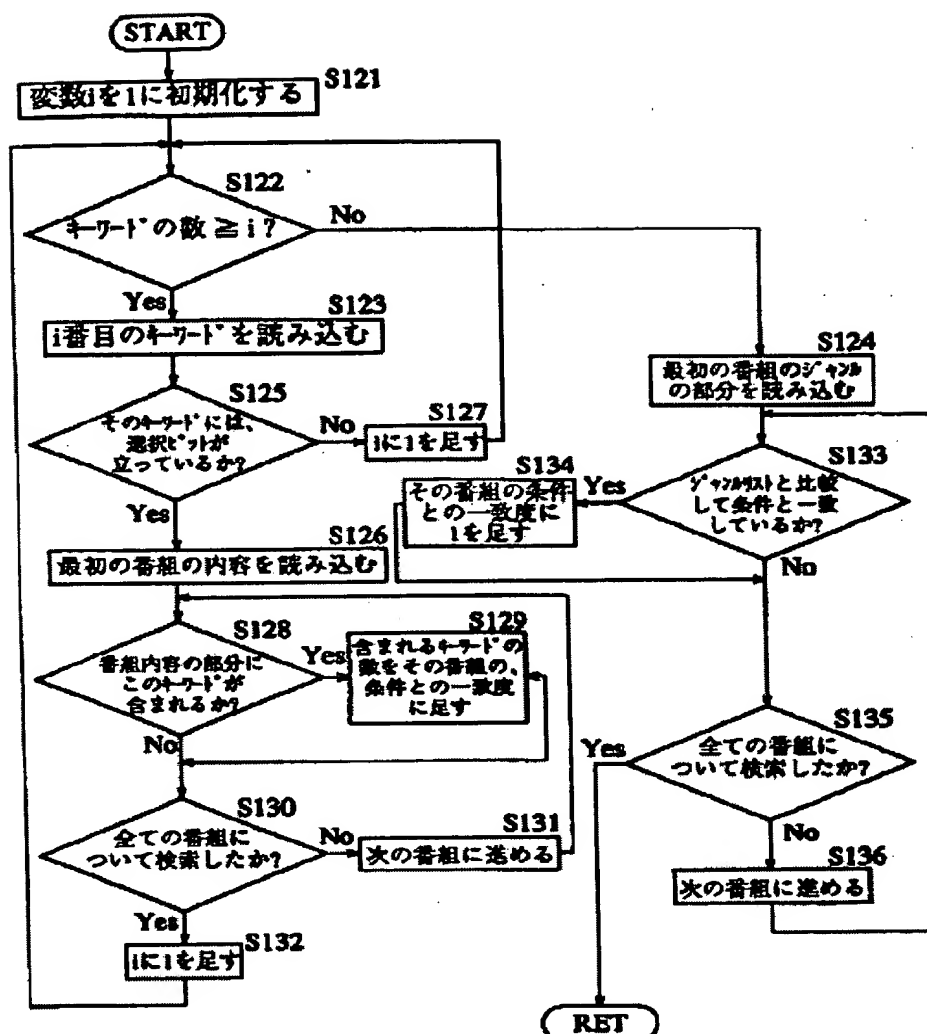 START
S121
変数iを1に初期化する
S122
キーワードの数 ≧ i ?
No
Yes
S123
i番目のキーワードを読み込む
S125
そのキーワードには、
選択ビットが
立っているか?
No
S127
iに1を足す
Yes
S126
最初の番組の内容を読み込む
S128
番組内容の部分に
このキーワードが
含まれるか?
Yes
S129
含まれるキーワードの
数をその番組の、
条件との一致度
に足す
No
S130
全ての番組に
ついて検索したか?
No
S131
次の番組に進める
Yes
S132
iに1を足す
S124
最初の番組のジャンル
の部分を読み込む
S133
ジャンルリストと比較
して条件と一致
しているか?
Yes
S134
その番組の条件
との一致度に
1を足す
No
S135
全ての番組に
ついて検索したか?
Yes
No
S136
次の番組に進める
RET